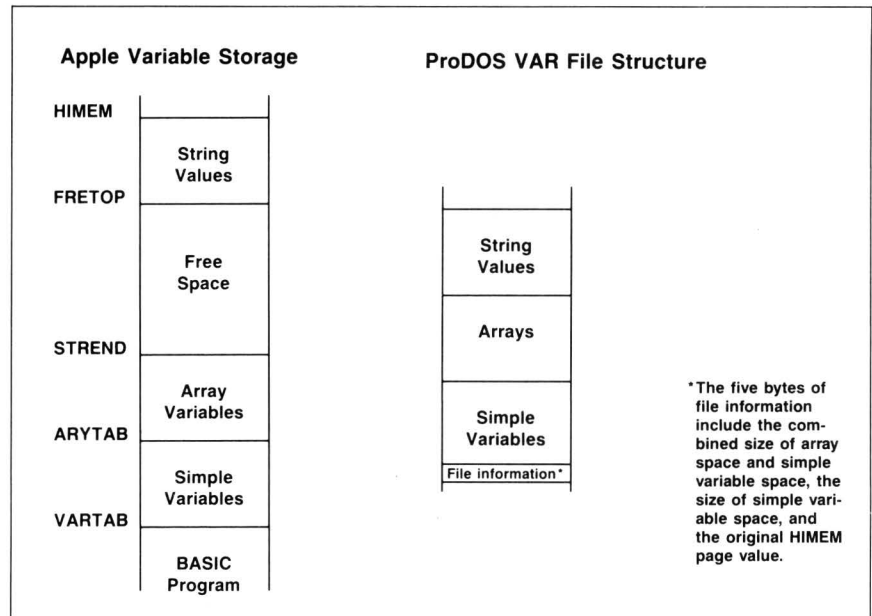 Apple Variable Storage
HIMEM
String
Values
FRETOP
Free
Space
STREND
Array
Variables
ARYTAB
Simple
Variables
VARTAB
BASIC
Program
ProDOS VAR File Structure
String
Values
Arrays
Simple
Variables
File information*
*The five bytes of
file information
include the com-
bined size of array
space and simple
variable space, the
size of simple vari-
able space, and
the original HIMEM
page value.